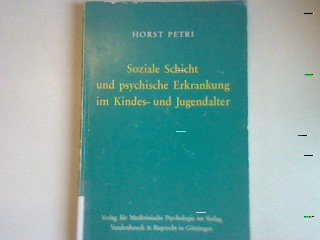 HORST PETRI
Soziale Schicht
und psychische Erkrankung
im Kindes- und Jugendalter
Verlag für Medizinische Psychologie im Verlag
Vandenhoeck & Ruprecht in Göttingen